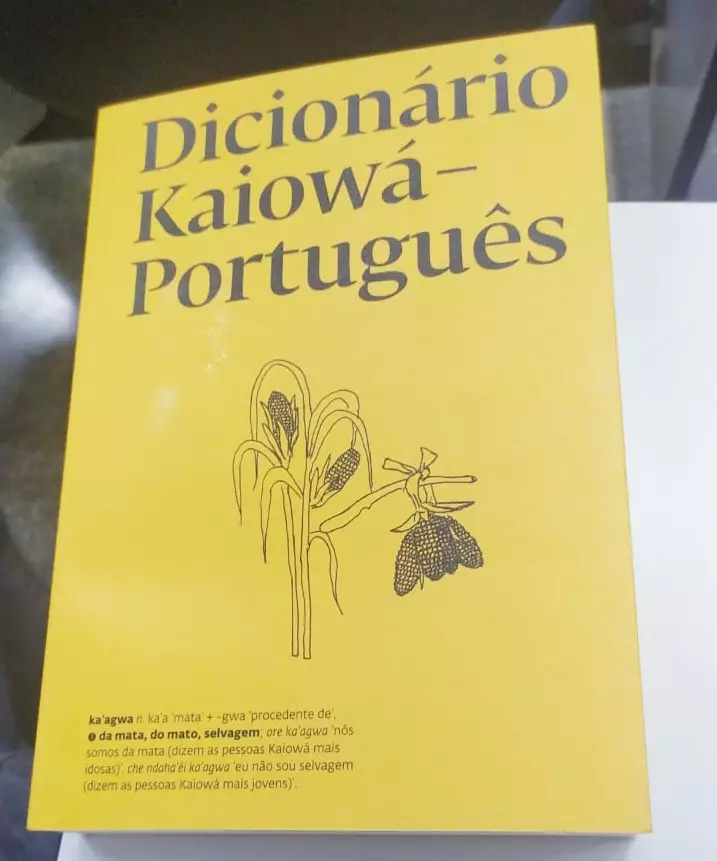 Dicionário
Kaiowá–
Português
ka'agwa n. ka'a 'mata' + -gwa 'procedente de',
❶ da mata, do mato, selvagem; ore ka'agwa 'nós
somos da mata (dizem as pessoas Kaiowá mais
idosas)', che ndaha'éi ka'agwa 'eu não sou selvagem
(dizem as pessoas Kaiowá mais jovens)'.